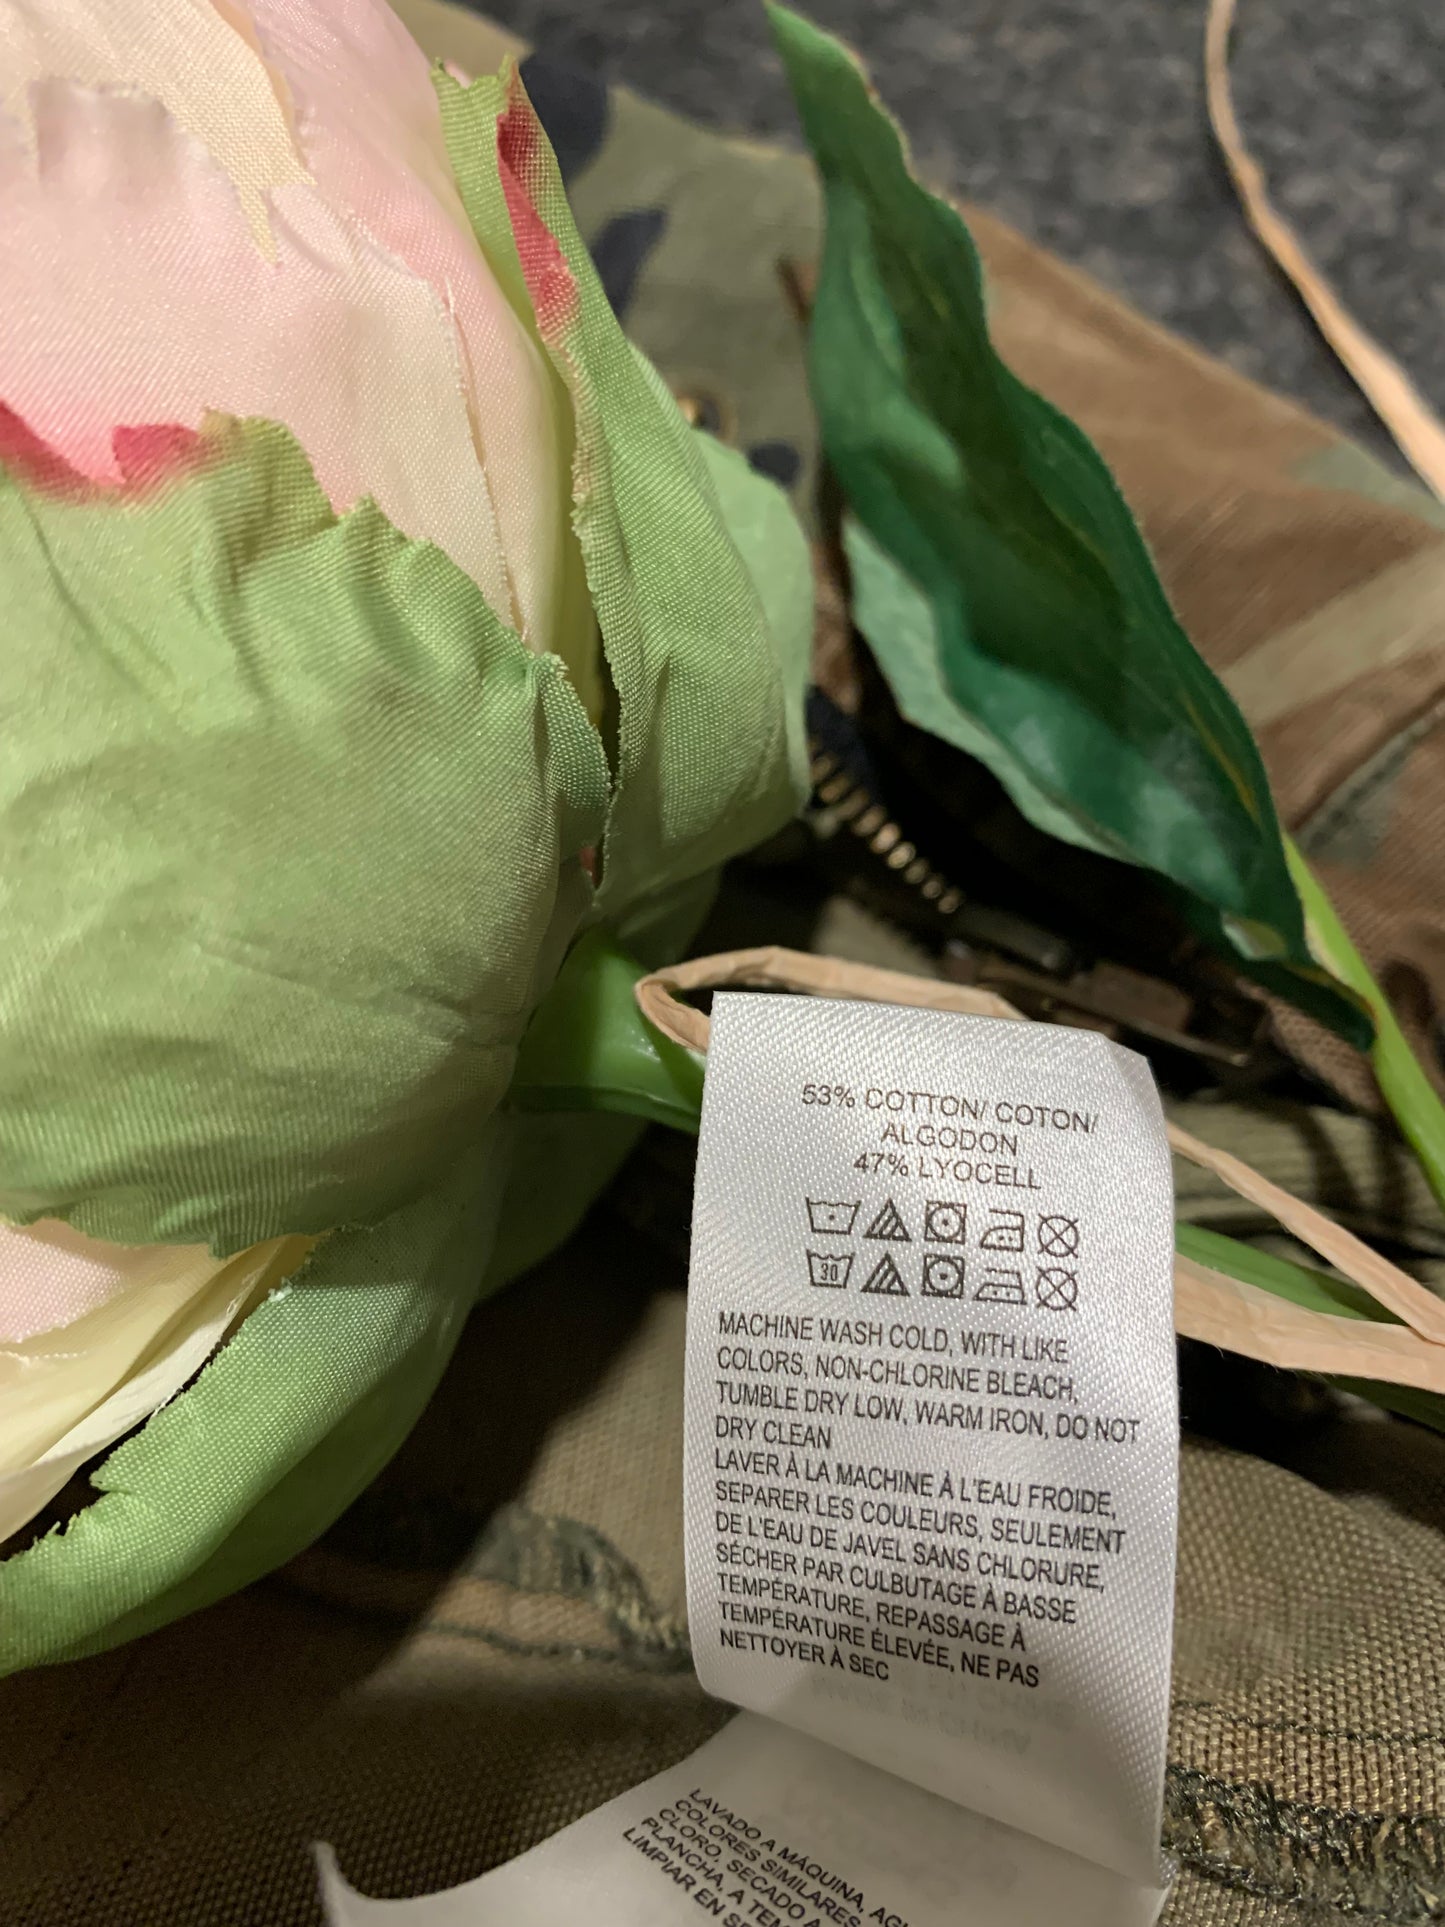 53% COTTON/ COTON/
ALGODON
47% LYOCELL
30
MACHINE WASH COLD, WITH LIKE
COLORS, NON-CHLORINE BLEACH,
TUMBLE DRY LOW, WARM IRON, DO NOT
DRY CLEAN
LAVER À LA MACHINE À L'EAU FROIDE,
SEPARER LES COULEURS, SEULEMENT
DE L'EAU DE JAVEL SANS CHLORURE,
SÉCHER PAR CULBUTAGE À BASSE
TEMPÉRATURE, REPASSAGE À
TEMPÉRATURE ÉLEVÉE, NE PAS
NETTOYER À SEC
LAVADO A MÁQUINA,
COLORES SIMILARES
CLORO, SECADO A
PLANCHA, A
LIMPIAR EN